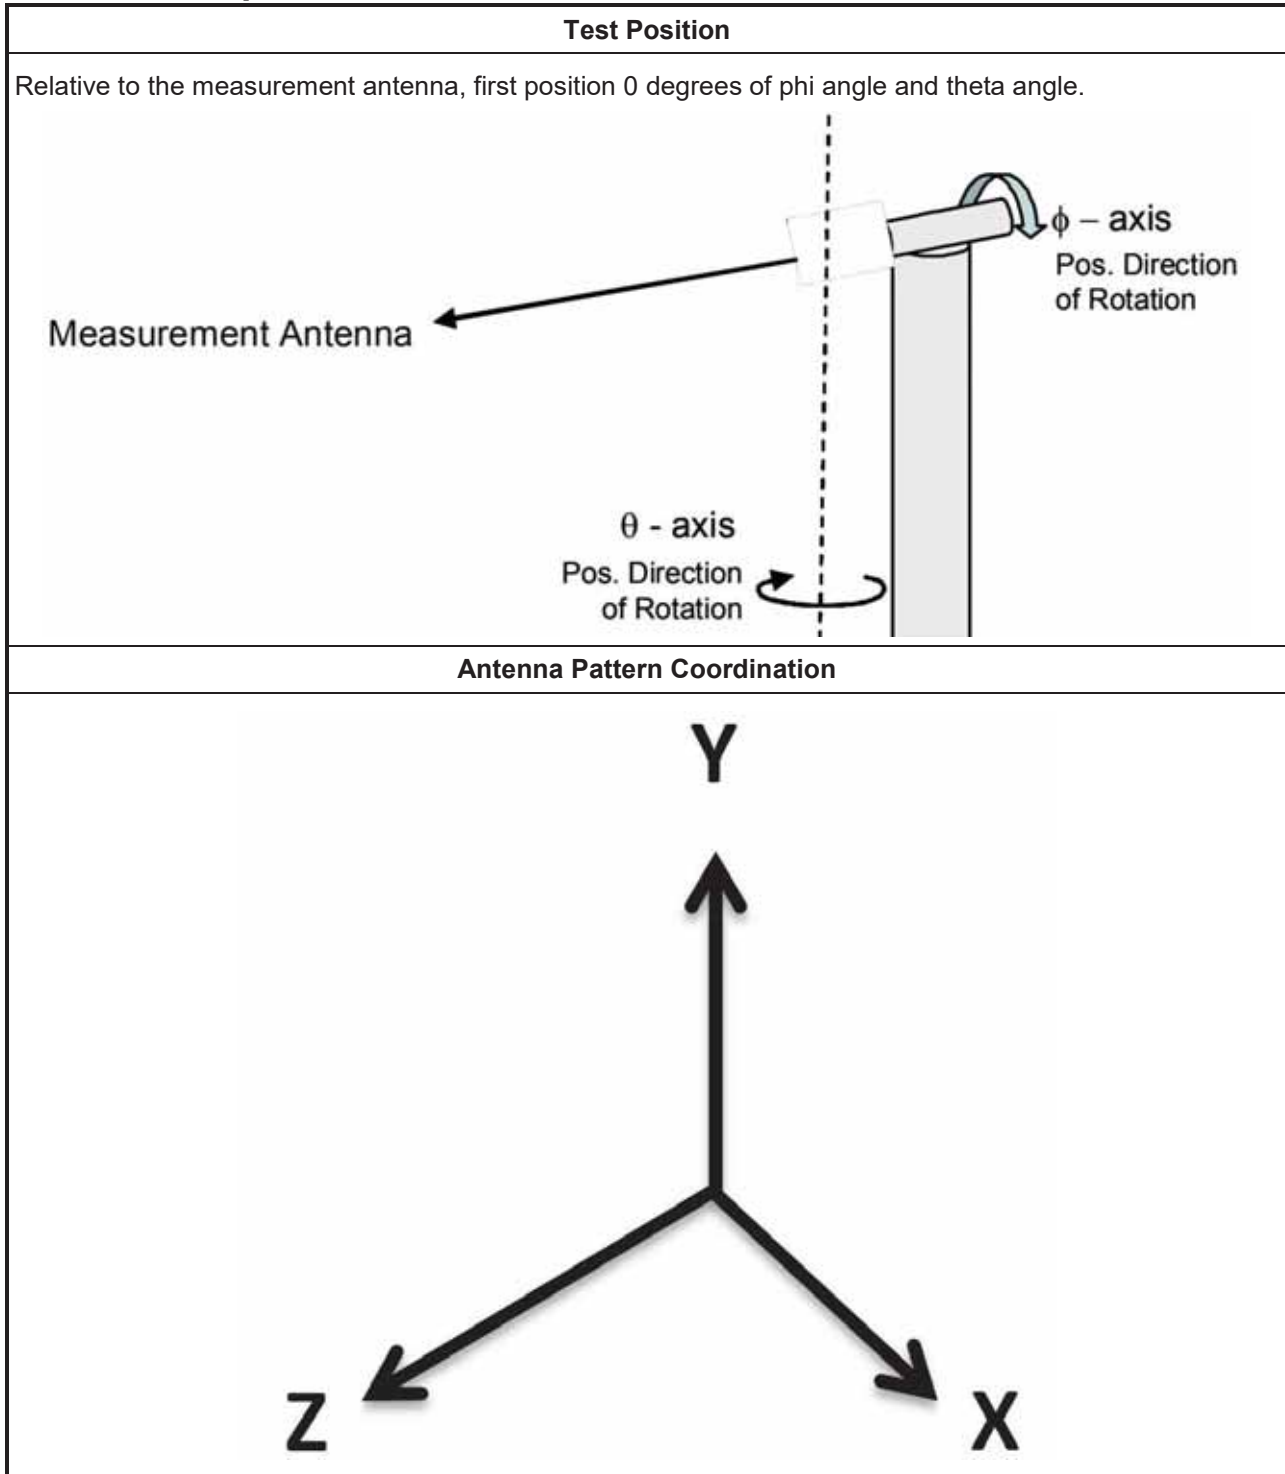 Test Position
Relative to the measurement antenna, first position 0 degrees of phi angle and theta angle.
ϕ – axis
Pos. Direction
of Rotation
Measurement Antenna
θ - axis
Pos. Direction
of Rotation
Antenna Pattern Coordination
Y
Z
X